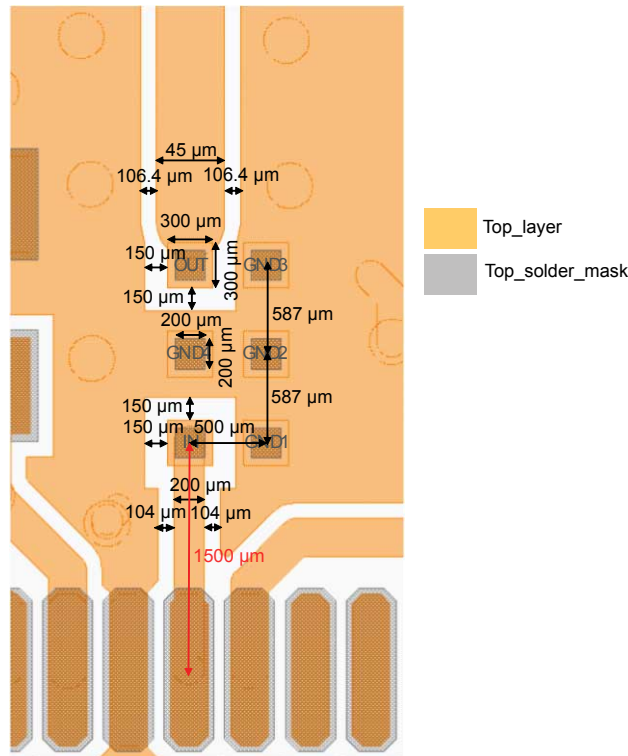 45 µm
106.4 µm
106.4 µm
300 µm
150 µm
OUT
300 µm
GND3
150 µm
587 µm
200 µm
GND4
200 µm
GND2
587 µm
150 µm
150 µm
500 µm
IN
GND1
200 µm
104 µm
104 µm
1500 µm
Top_layer
Top_solder_mask